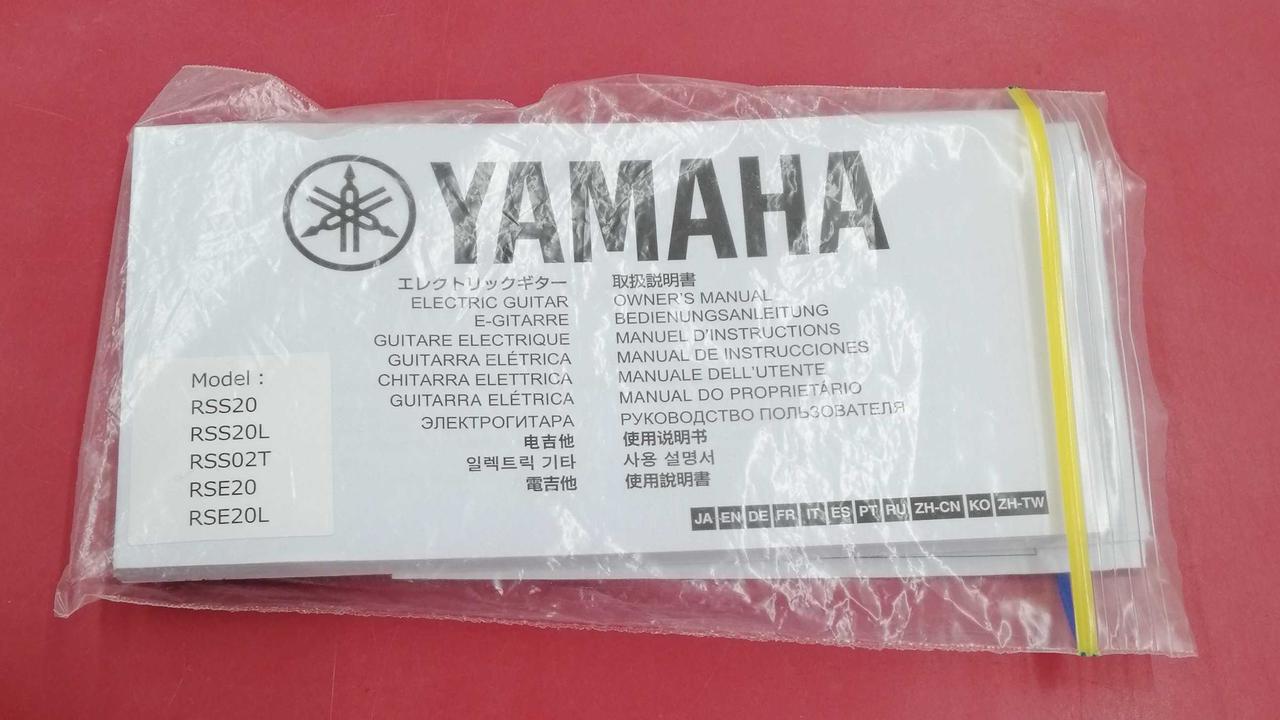 YAMAHA
エレクトリックギター 取扱説明書
ELECTRIC GUITAR OWNER'S MANUAL
E-GITARRE BEDIENUNGSANLEITUNG
GUITARE ELECTRIQUE MANUEL D'INSTRUCTIONS
GUITARRA ELÉTRICA MANUAL DE INSTRUCCIONES
CHITARRA ELETTRICA MANUALE DELL'UTENTE
GUITARRA ELÉTRICA MANUAL DO PROPRIETÁRIO
ЭЛЕКТРОГИТАРА РУКОВОДСТВО ПОЛЬЗОВАТЕЛЯ
电吉他 使用说明书
일렉트릭 기타 사용 설명서
電吉他 使用說明書
Model :
RSS20
RSS20L
RSS02T
RSE20
RSE20L
JA EN DE FR IT ES PT RU ZH-CN KO ZH-TW